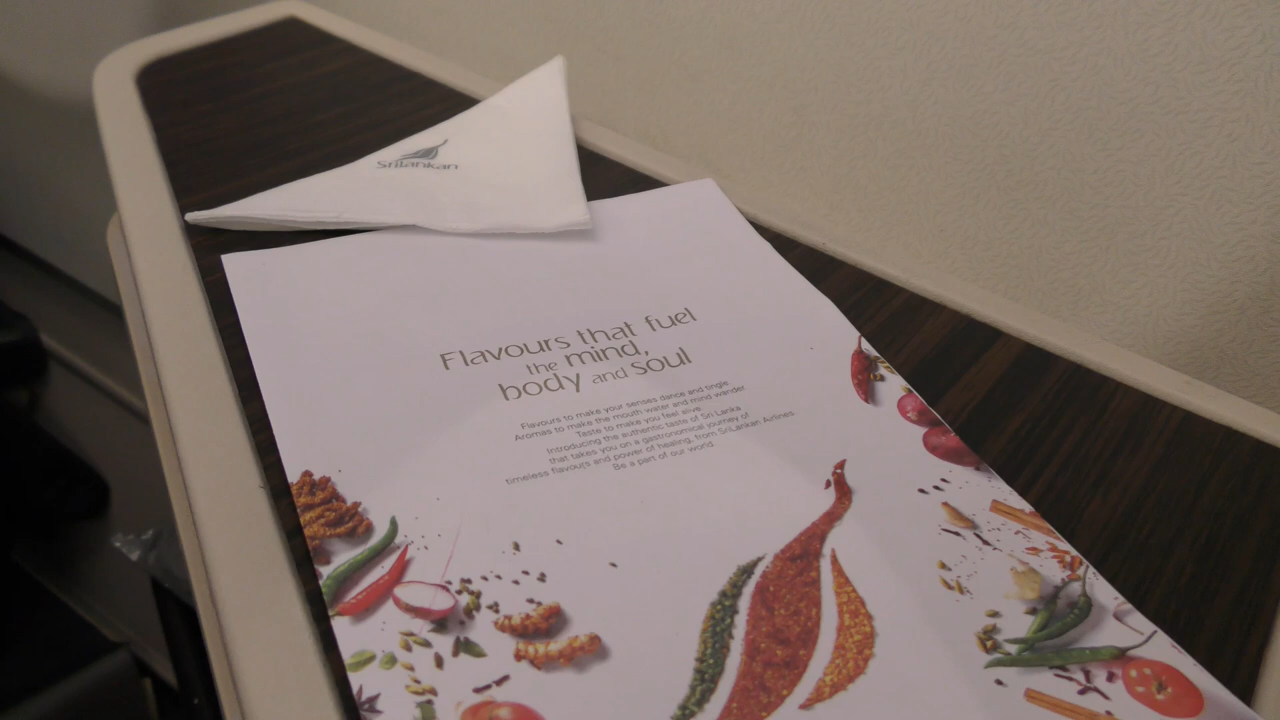 SriLankan
Flavours that fuel
the mind,
body and soul
Flavours to make your senses dance and tingle
Aromas to make the mouth water and mind wander.
Taste to make you feel alive
Introducing the authentic taste of Sri Lanka
that takes you on a gastronomical journey of
timeless flavours and power of healing, from SriLankan Airlines
Be a part of our world